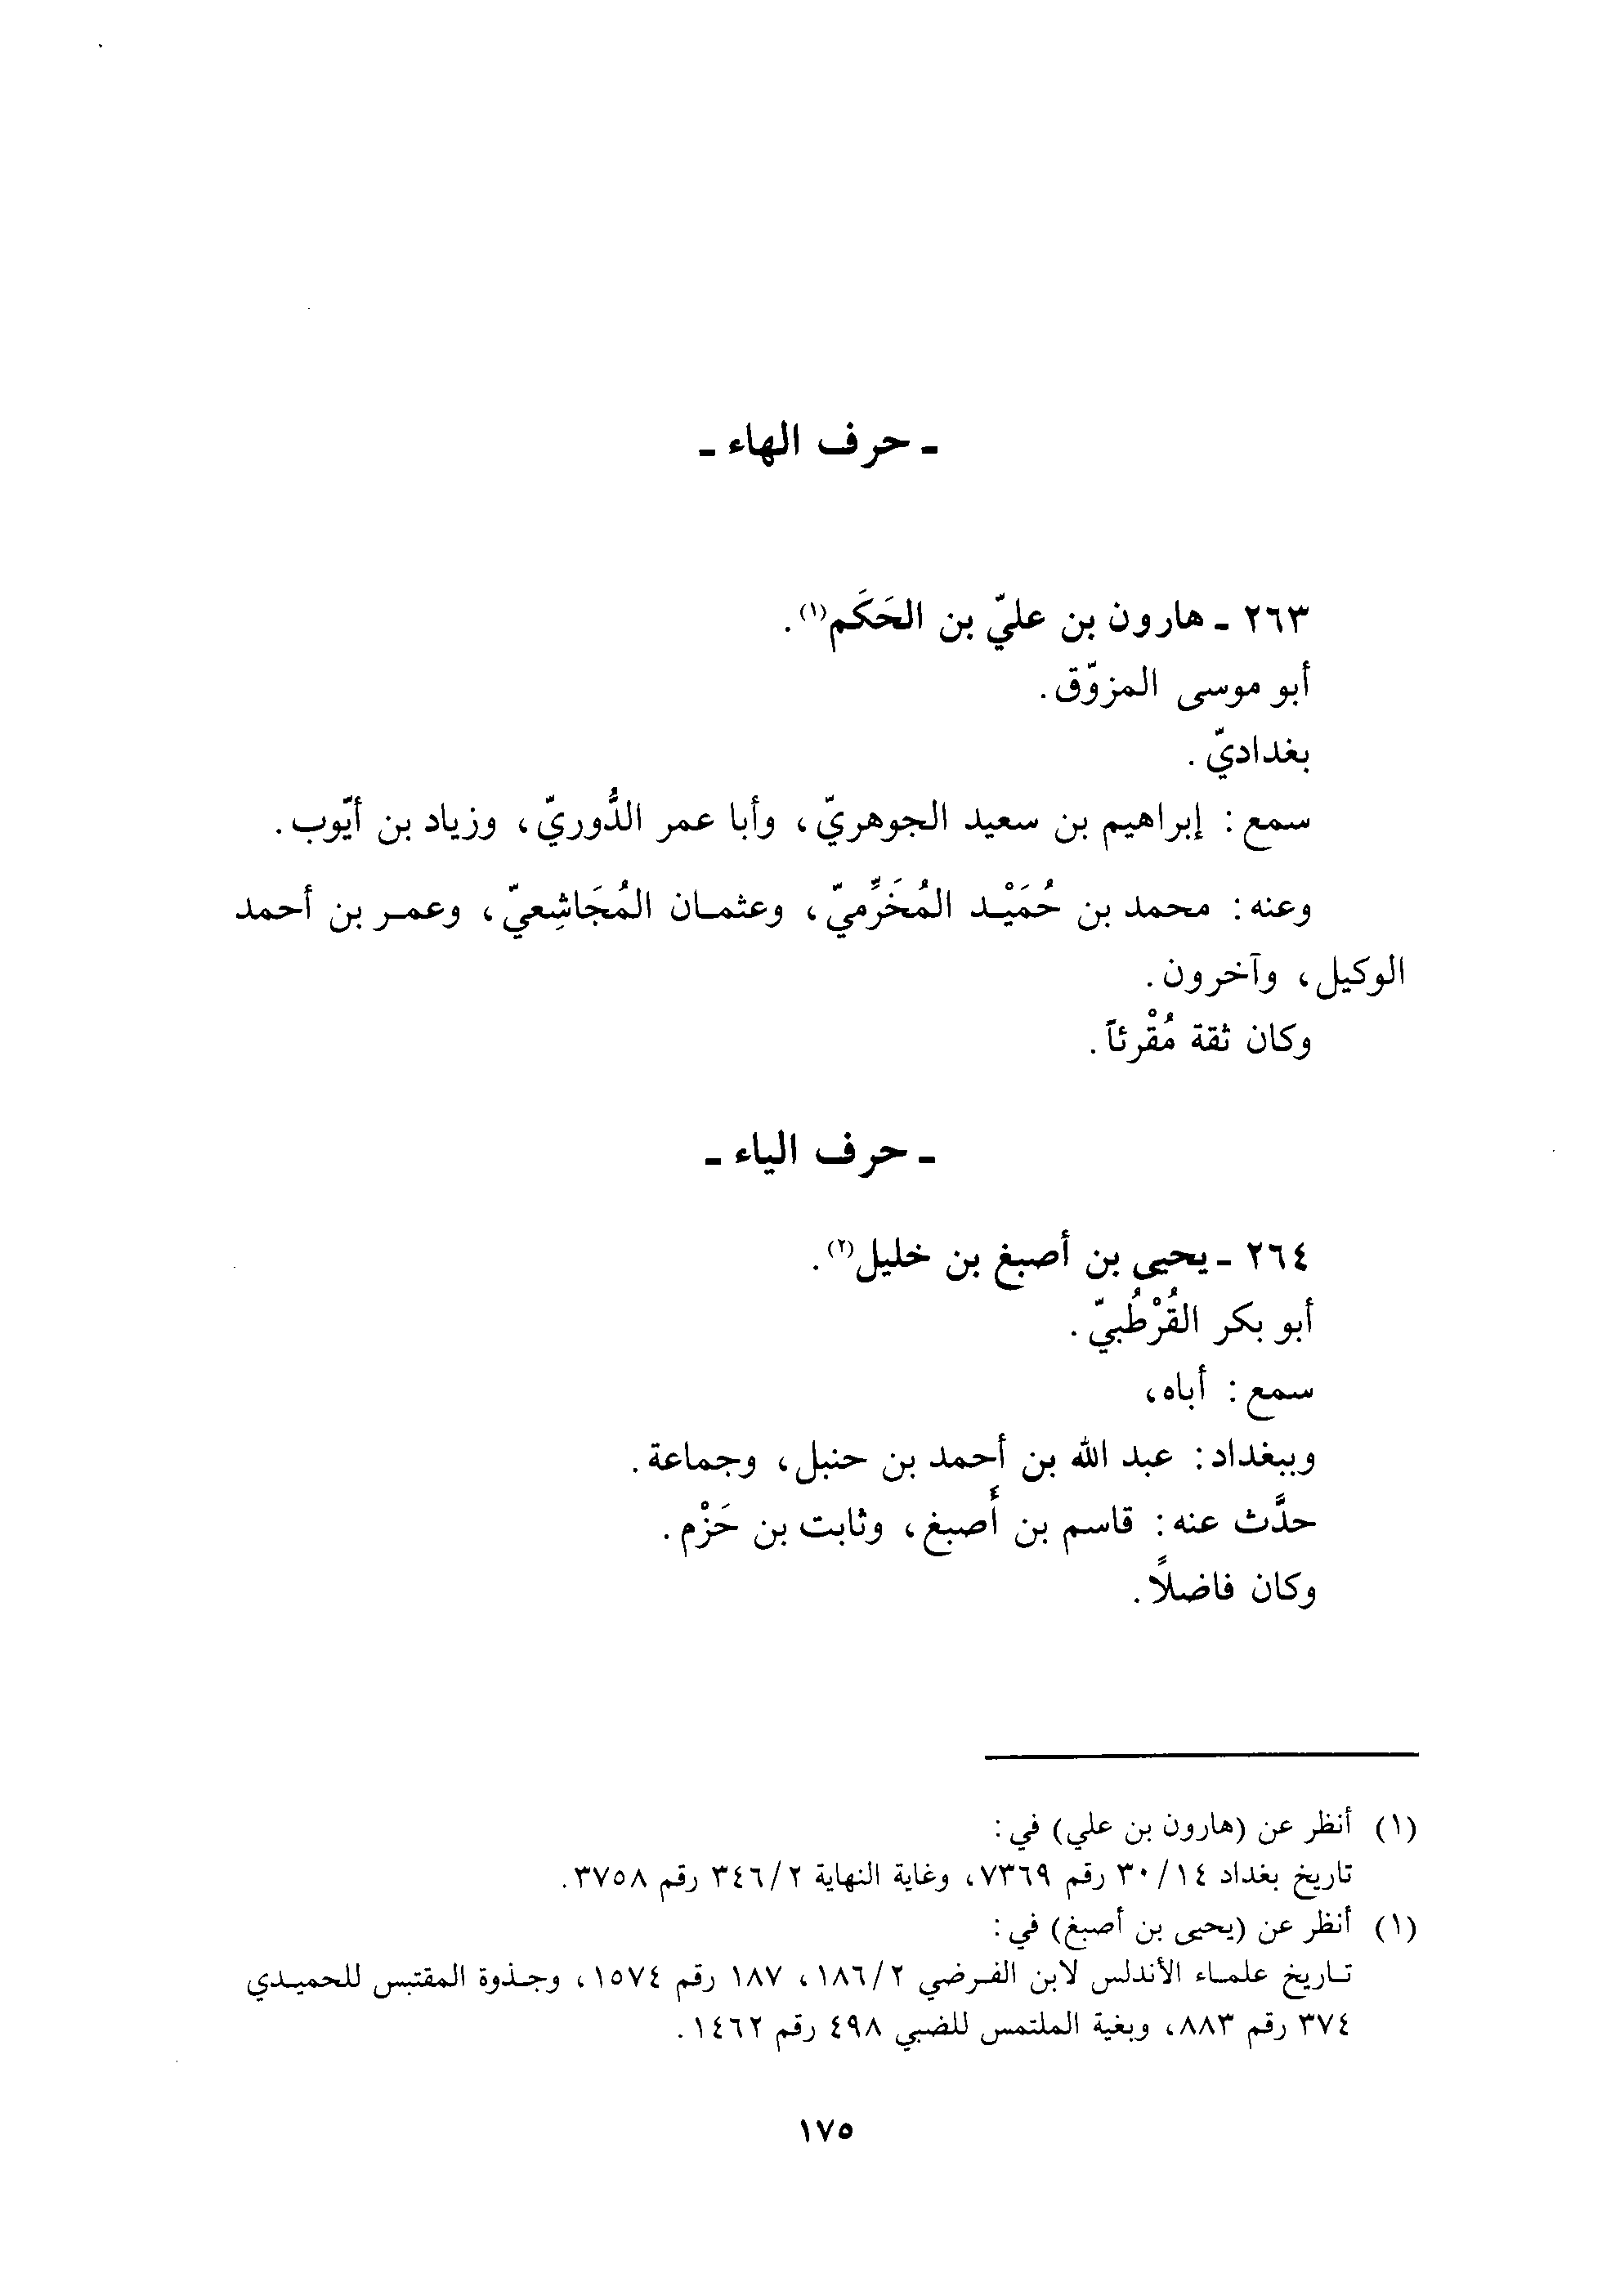 ـ حرف الهاء ـ
٢٦٣ ـ هارون بن عليّ بن الحَكَم(١).
أبو موسى المزوّق.
بغداديّ.
سمع: إبراهيم بن سعيد الجوهريّ، وأبا عمر الدُّوريّ، وزياد بن أيّوب.
وعنه: محمد بن حُمَيْد المُخَرِّميّ، وعثمان المُجَاشِعيّ، وعمر بن أحمد
الوكيل، وآخرون.
وكان ثقة مُقْرئاً.
ـ حرف الياء ـ
٢٦٤ ـ يحيى بن أصبغ بن خليل(٢).
أبو بكر القُرْطُبيّ.
سمع: أباه،
وببغداد: عبد الله بن أحمد بن حنبل، وجماعة.
حدَّث عنه: قاسم بن أَصبغ، وثابت بن حَزْم.
وكان فاضلاً.
(١) أنظر عن (هارون بن علي) في:
تاريخ بغداد ١٤/٣٠ رقم ٧٣٦٩، وغاية النهاية ٢/٣٤٦ رقم ٣٧٥٨.
(١) أنظر عن (يحيى بن أصبغ) في:
تاريخ علماء الأندلس لابن الفرضي ٢/١٨٦، ١٨٧ رقم ١٥٧٤، وجذوة المقتبس للحميدي
٣٧٤ رقم ٨٨٣، وبغية الملتمس للضبي ٤٩٨ رقم ١٤٦٢.
١٧٥